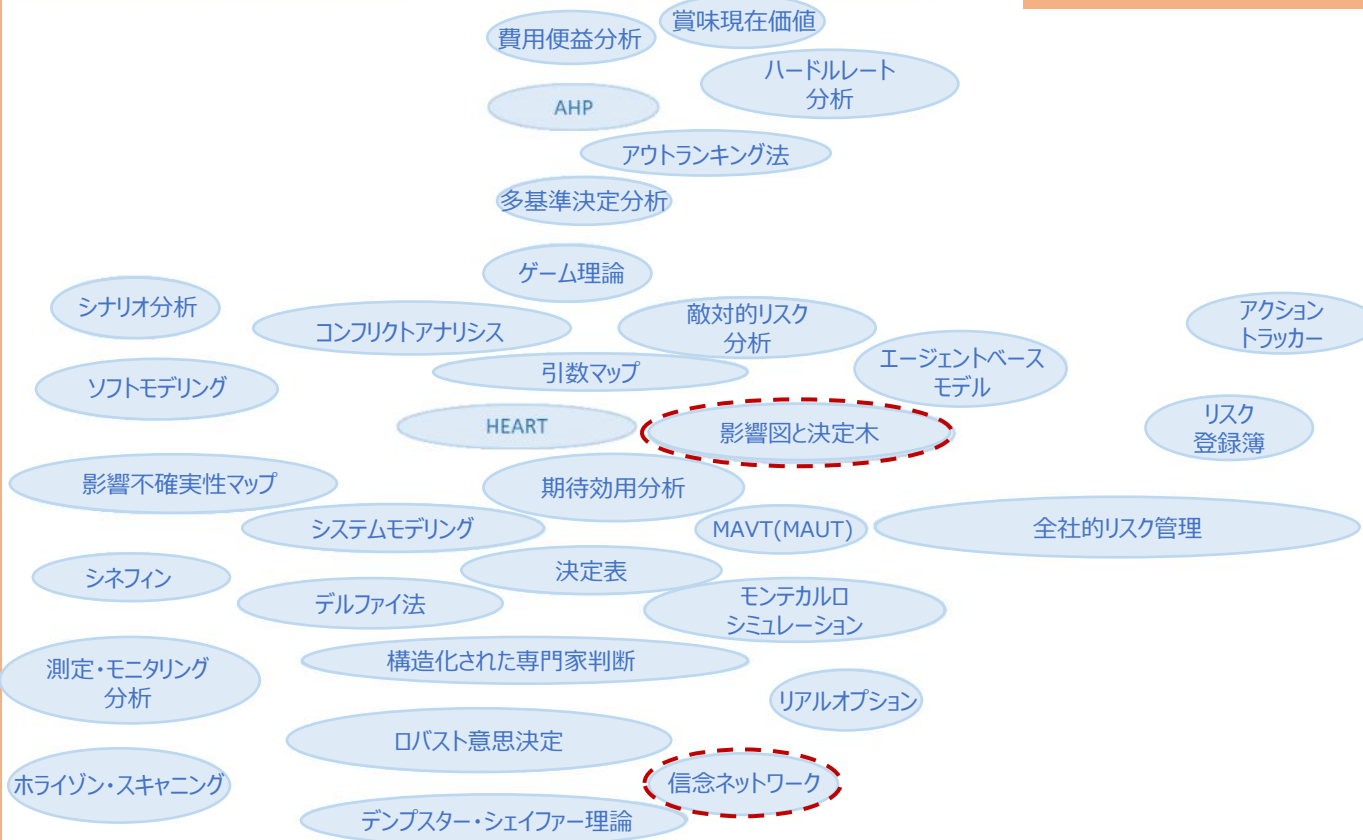 費用便益分析
賞味現在価値
ハードルレート
分析
AHP
アウトランキング法
多基準決定分析
ゲーム理論
シナリオ分析
コンフリクトアナリシス
敵対的リスク
分析
アクション
トラッカー
引数マップ
エージェントベース
モデル
ソフトモデリング
HEART
影響図と決定木
リスク
登録簿
影響不確実性マップ
期待効用分析
システムモデリング
MAVT(MAUT)
全社的リスク管理
シネフィン
決定表
デルファイ法
モンテカルロ
シミュレーション
測定・モニタリング
分析
構造化された専門家判断
リアルオプション
ロバスト意思決定
ホライゾン・スキャニング
信念ネットワーク
デンプスター・シェイファー理論